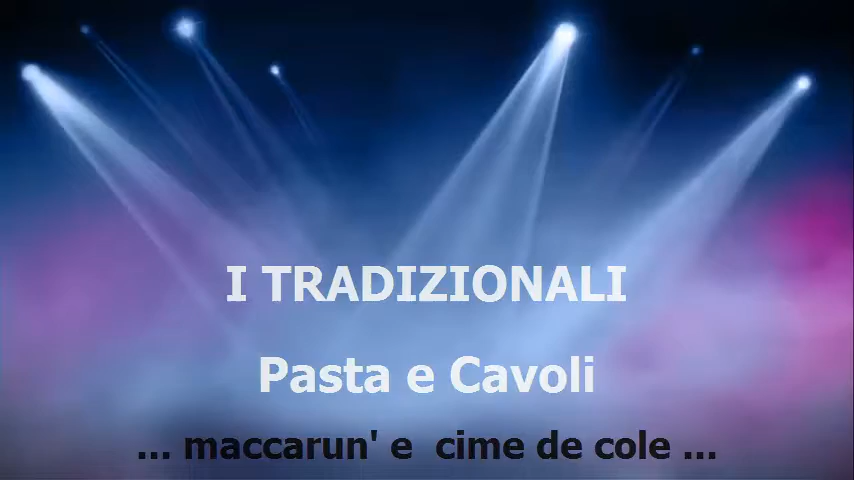 I TRADIZIONALI
Pasta e Cavoli
... maccarun' e cime de cole ...